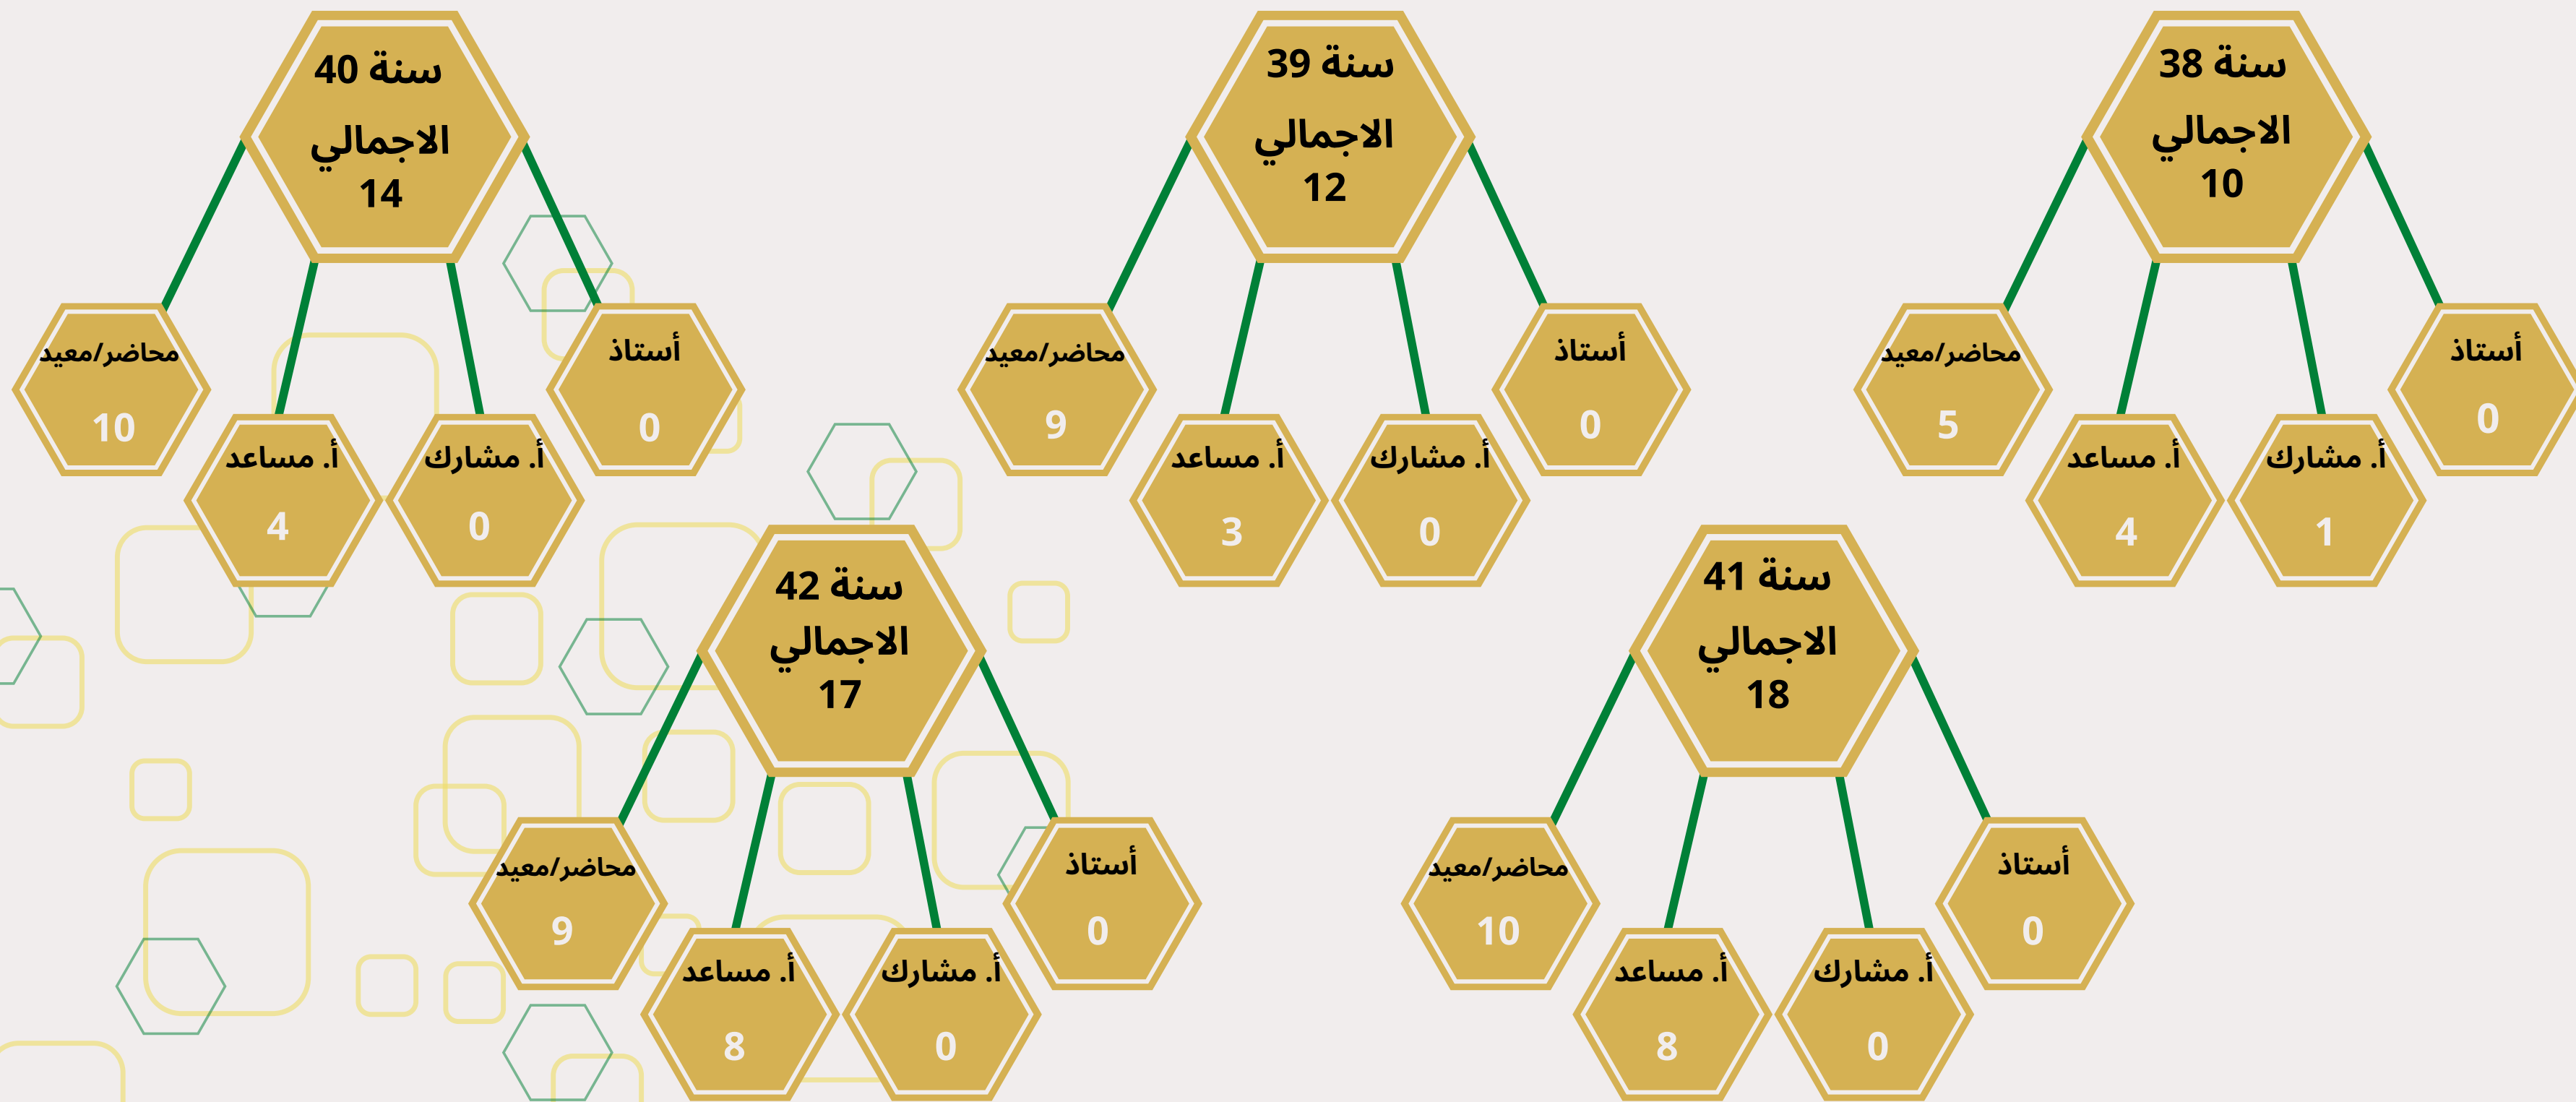 سنة 38
الاجمالي
10
أستاذ
0
أ. مشارك
1
أ. مساعد
4
محاضر/معيد
5
سنة 39
الاجمالي
12
أستاذ
0
أ. مشارك
0
أ. مساعد
3
محاضر/معيد
9
سنة 40
الاجمالي
14
أستاذ
0
أ. مشارك
0
أ. مساعد
4
محاضر/معيد
10
سنة 41
الاجمالي
18
أستاذ
0
أ. مشارك
0
أ. مساعد
8
محاضر/معيد
10
سنة 42
الاجمالي
17
أستاذ
0
أ. مشارك
0
أ. مساعد
8
محاضر/معيد
9